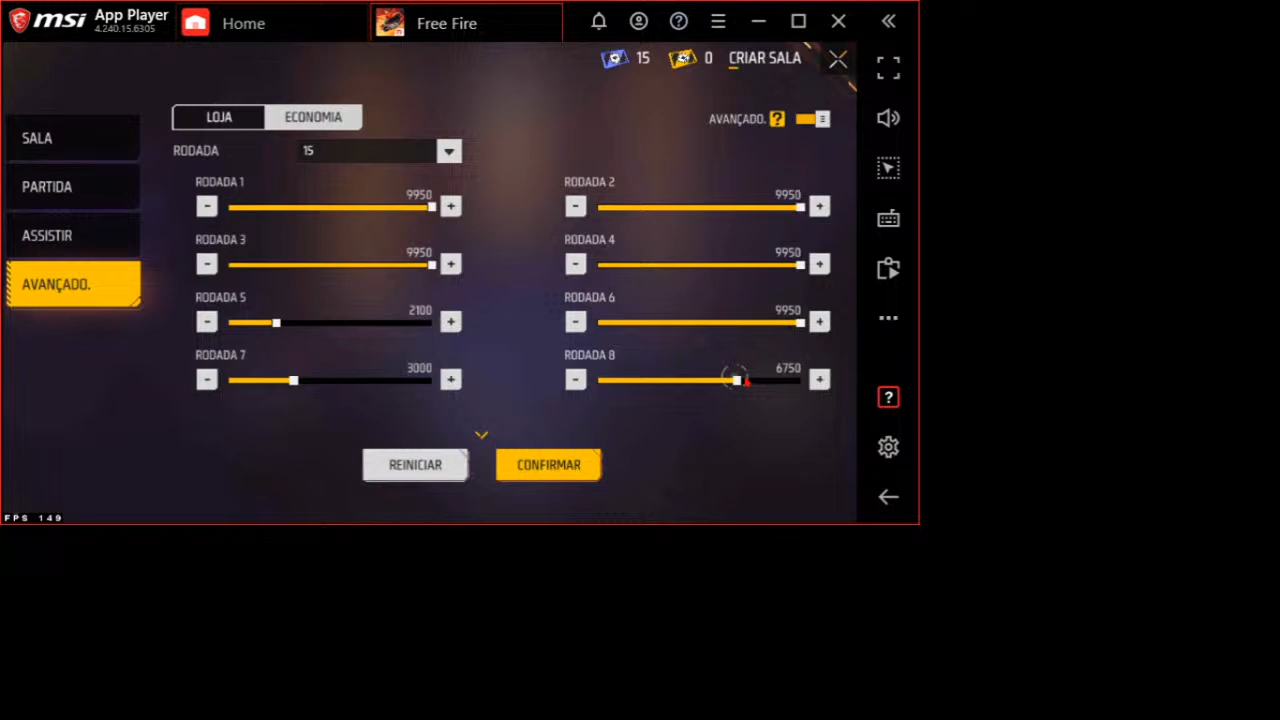 msi App Player
4.240.15.6305
Home
Free Fire
15
0
CRIAR SALA
SALA
PARTIDA
ASSISTIR
AVANÇADO.
LOJA
ECONOMIA
AVANÇADO. ?
RODADA
15
RODADA 1
9950
RODADA 2
9950
RODADA 3
9950
RODADA 4
9950
RODADA 5
2100
RODADA 6
9950
RODADA 7
3000
RODADA 8
6750
REINICIAR
CONFIRMAR
FPS 149